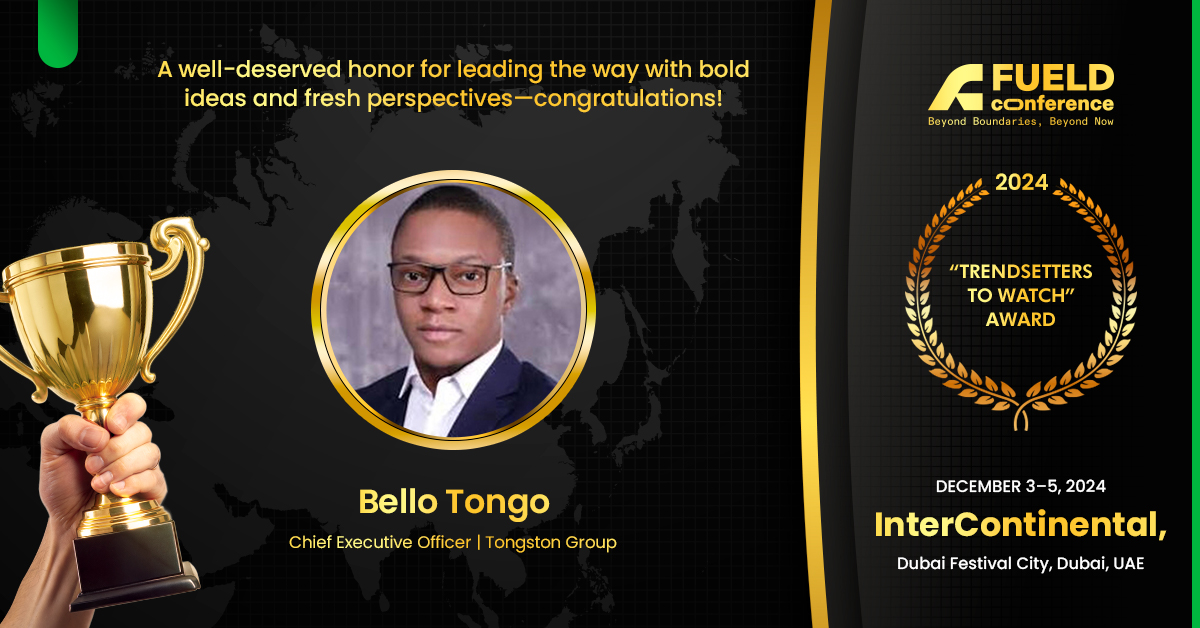 A well-deserved honor for leading the way with bold
ideas and fresh perspectives—congratulations!
Bello Tongo
Chief Executive Officer | Tongston Group
FUELD
conference
Beyond Boundaries, Beyond Now
2024
“TRENDSETTERS
TO WATCH”
AWARD
DECEMBER 3–5, 2024
InterContinental,
Dubai Festival City, Dubai, UAE